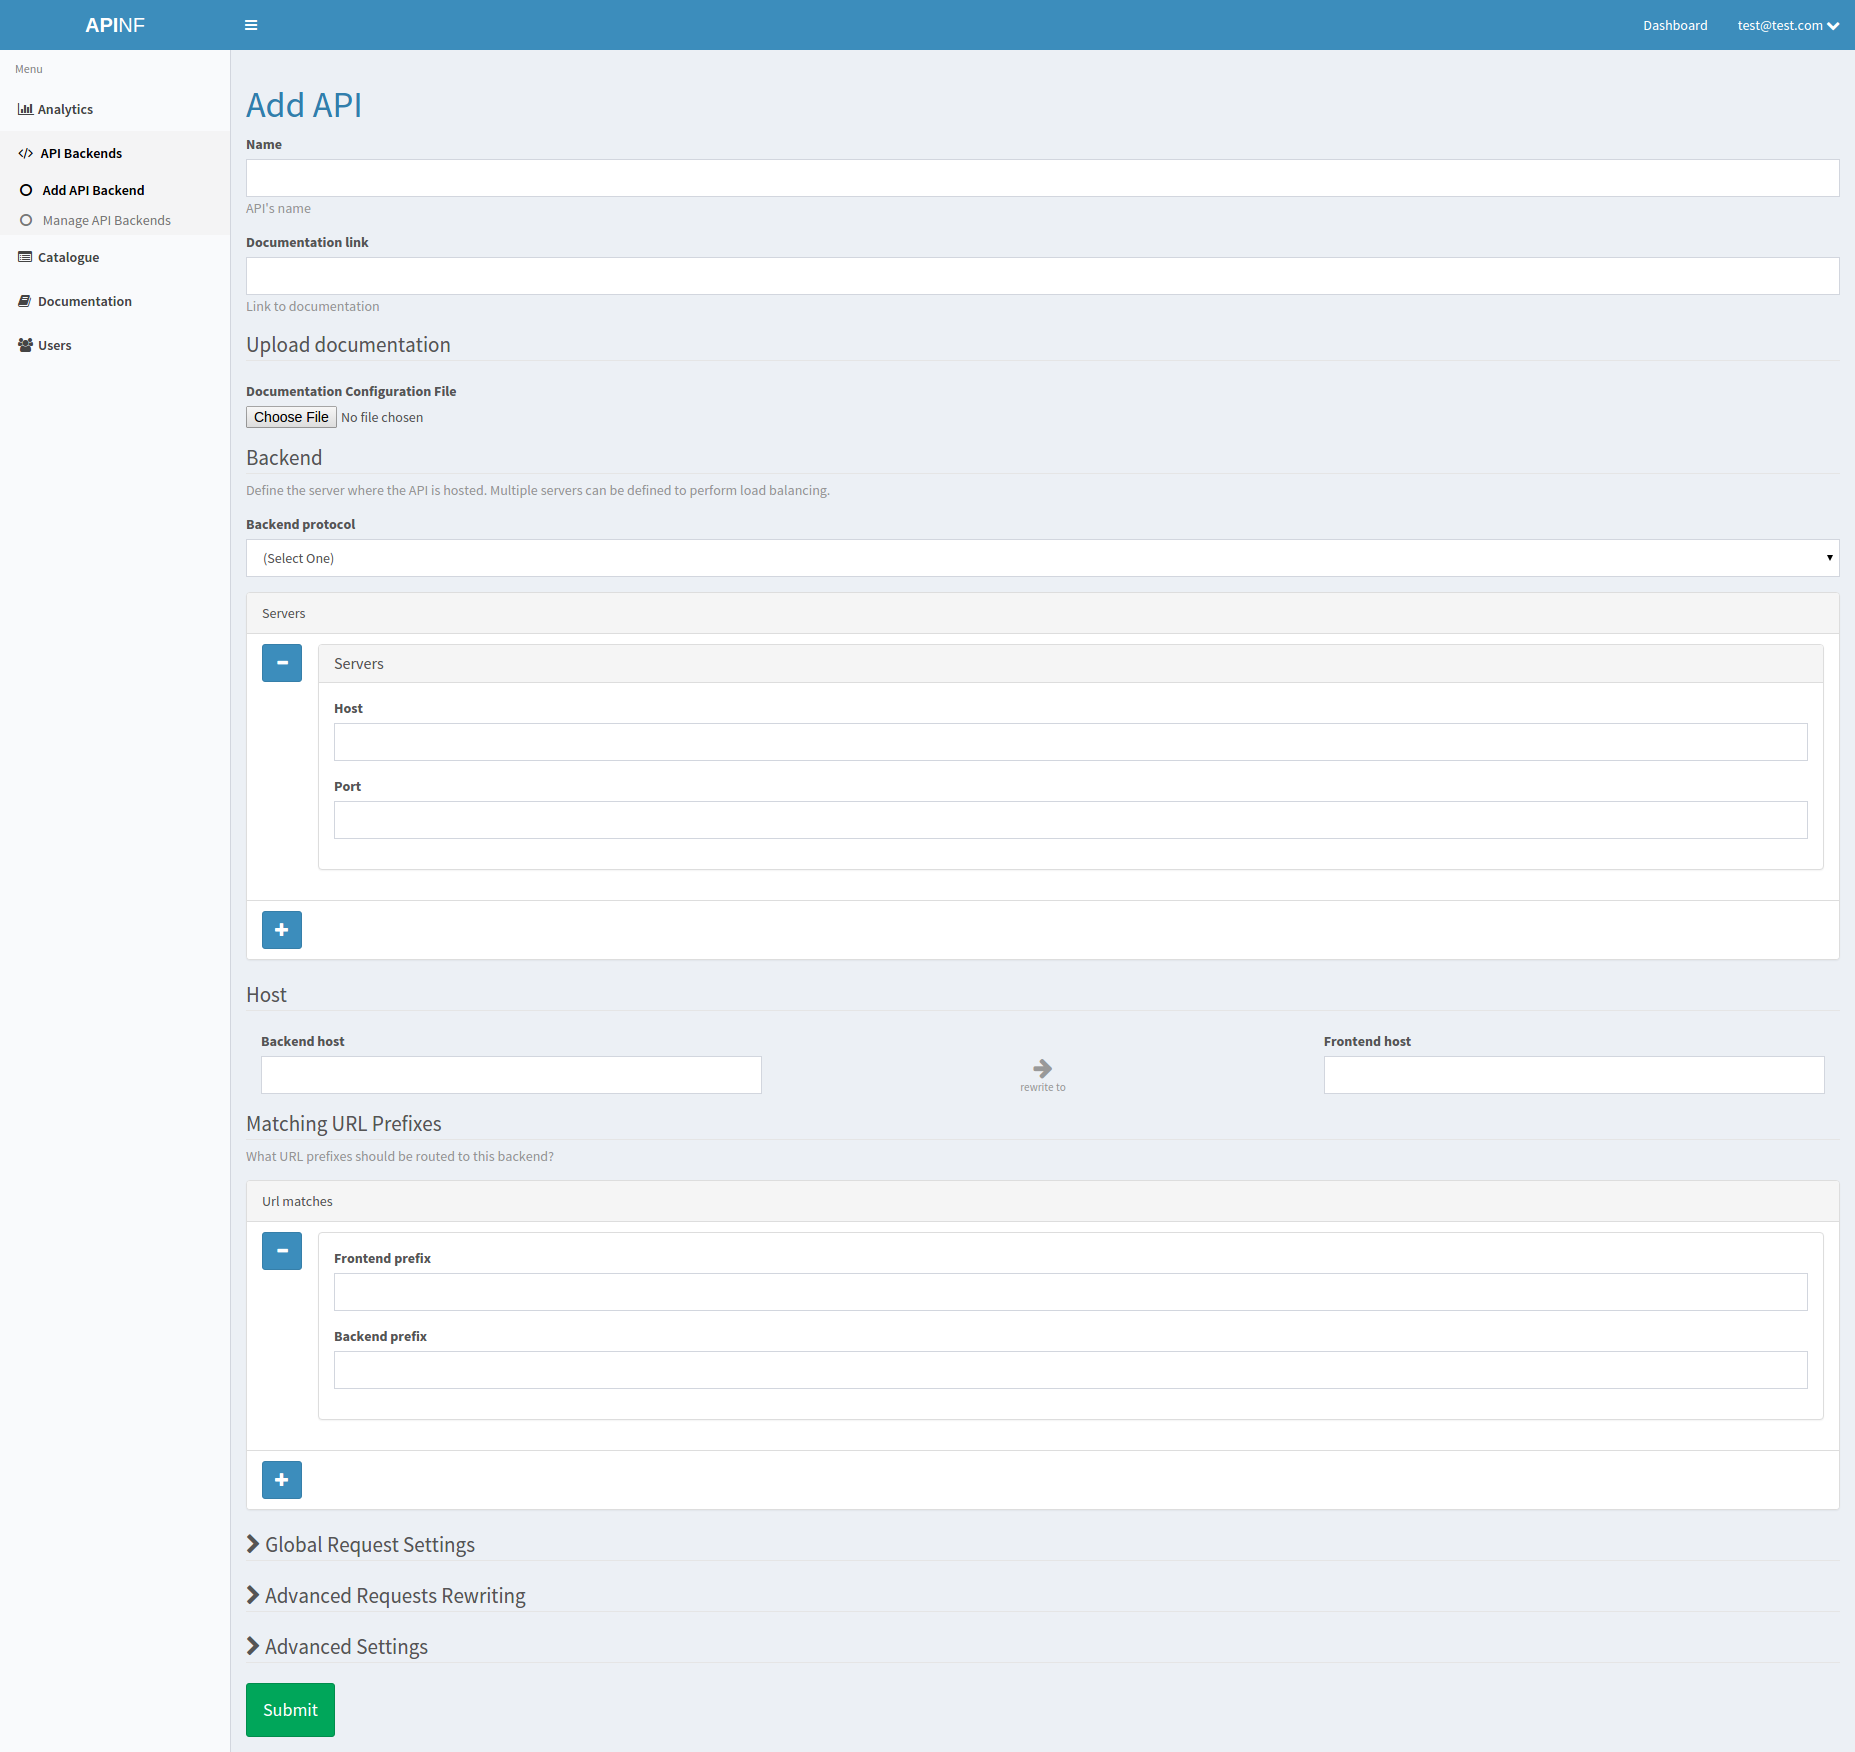 APINF
Dashboard
test@test.com
Menu
Analytics
API Backends
Add API Backend
Manage API Backends
Catalogue
Documentation
Users
Add API
Name
API's name
Documentation link
Link to documentation
Upload documentation
Documentation Configuration File
Choose File No file chosen
Backend
Define the server where the API is hosted. Multiple servers can be defined to perform load balancing.
Backend protocol
(Select One)
Servers
Servers
Host
Port
Host
Backend host
rewrite to
Frontend host
Matching URL Prefixes
What URL prefixes should be routed to this backend?
Url matches
Frontend prefix
Backend prefix
Global Request Settings
Advanced Requests Rewriting
Advanced Settings
Submit